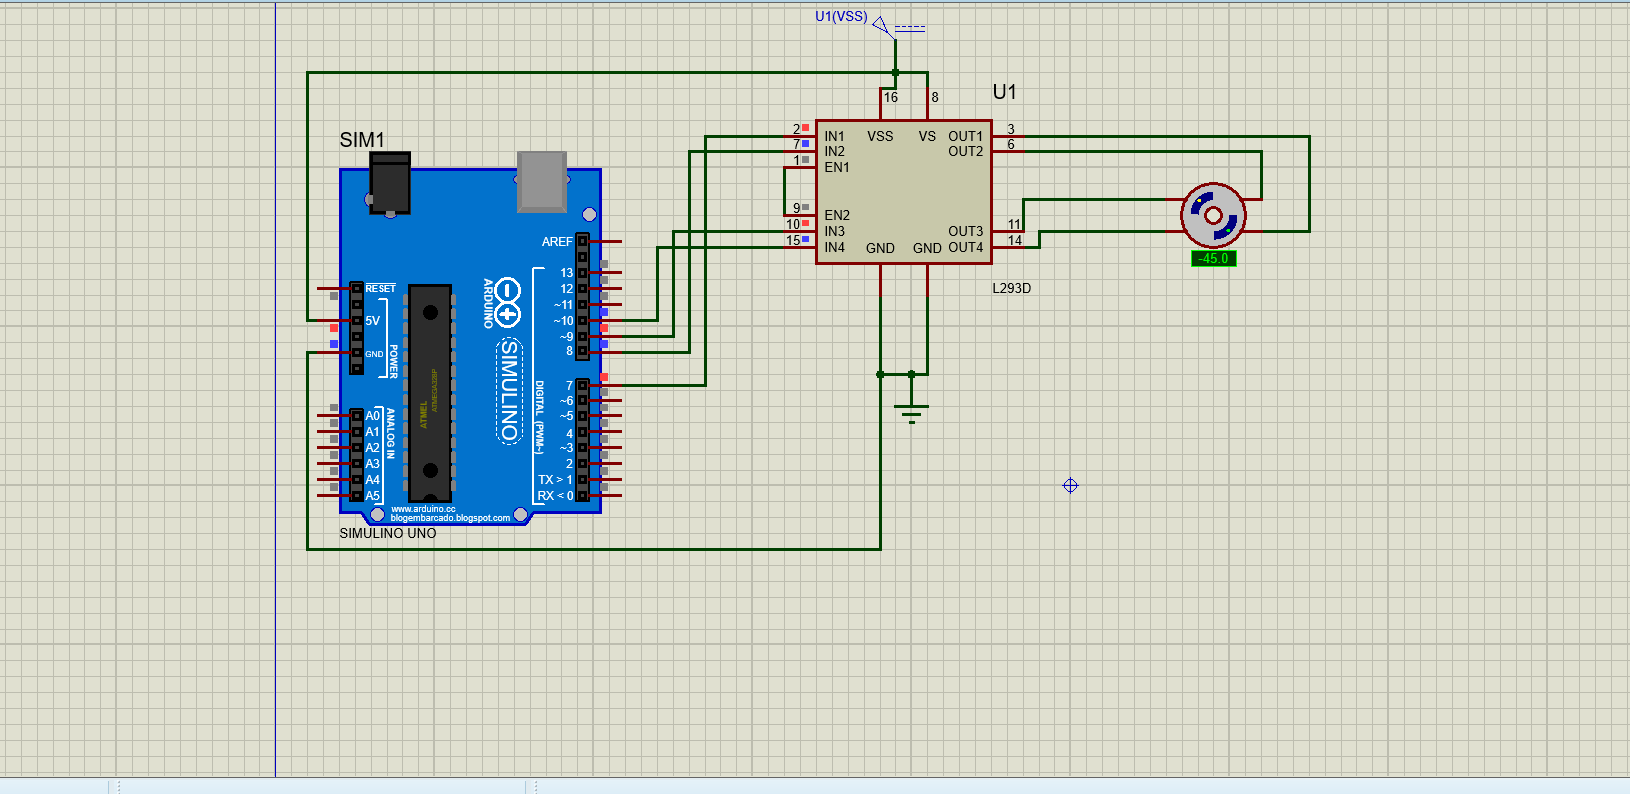 U1(VSS)
U1
16
8
SIM1
2
IN1
VSS
VS
OUT1
3
7
IN2
OUT2
6
1
EN1
9
EN2
10
IN3
OUT3
11
15
IN4
GND
GND
OUT4
14
-45.0
L293D
AREF
13
12
~11
~10
~9
8
RESET
5V
GND
POWER
ARDUINO
SIMULINO
ATMEL
ATMEGA328P
DIGITAL (PWM~)
7
~6
~5
4
~3
2
TX > 1
RX < 0
ANALOG IN
A0
A1
A2
A3
A4
A5
www.arduino.cc
blogembarcado.blogspot.com
SIMULINO UNO